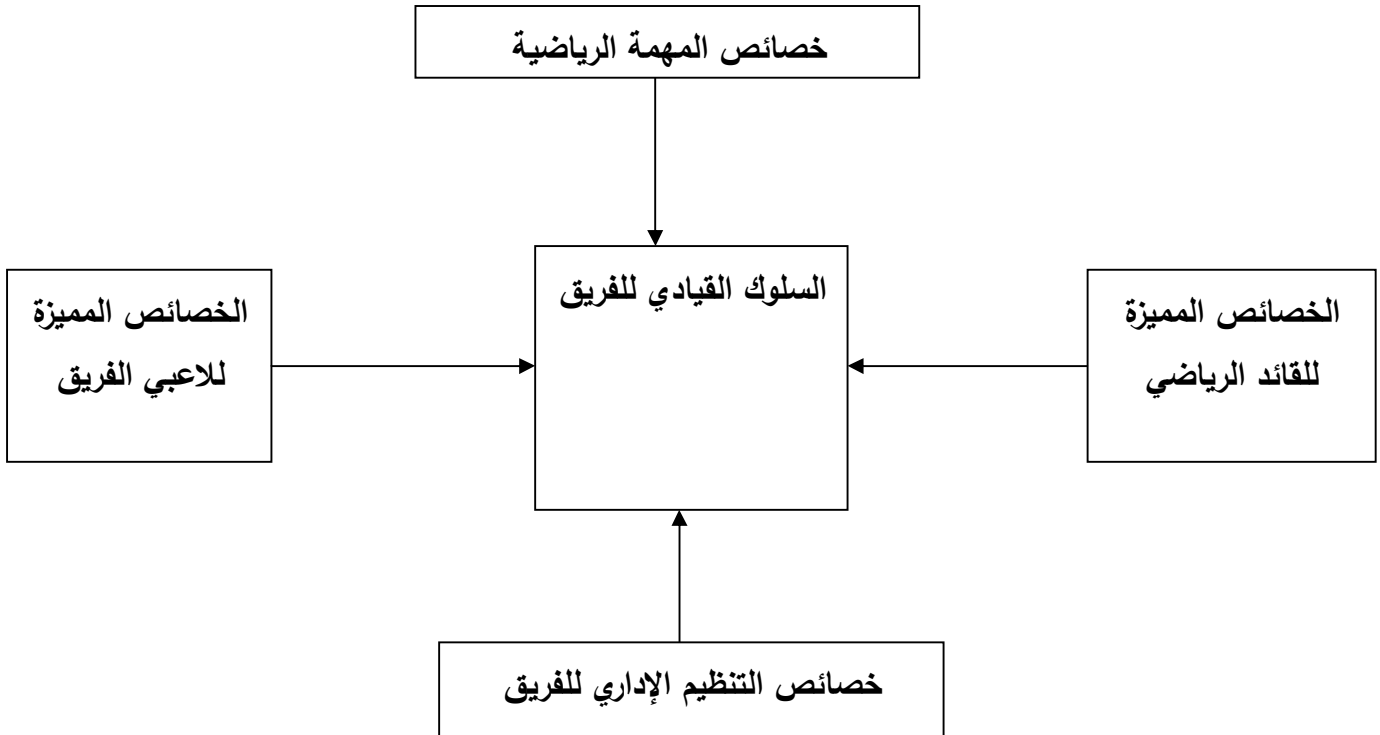 خصائص المهمة الرياضية
السلوك القيادي للفريق
الخصائص المميزة
للقائد الرياضي
الخصائص المميزة
للاعبي الفريق
خصائص التنظيم الإداري للفريق